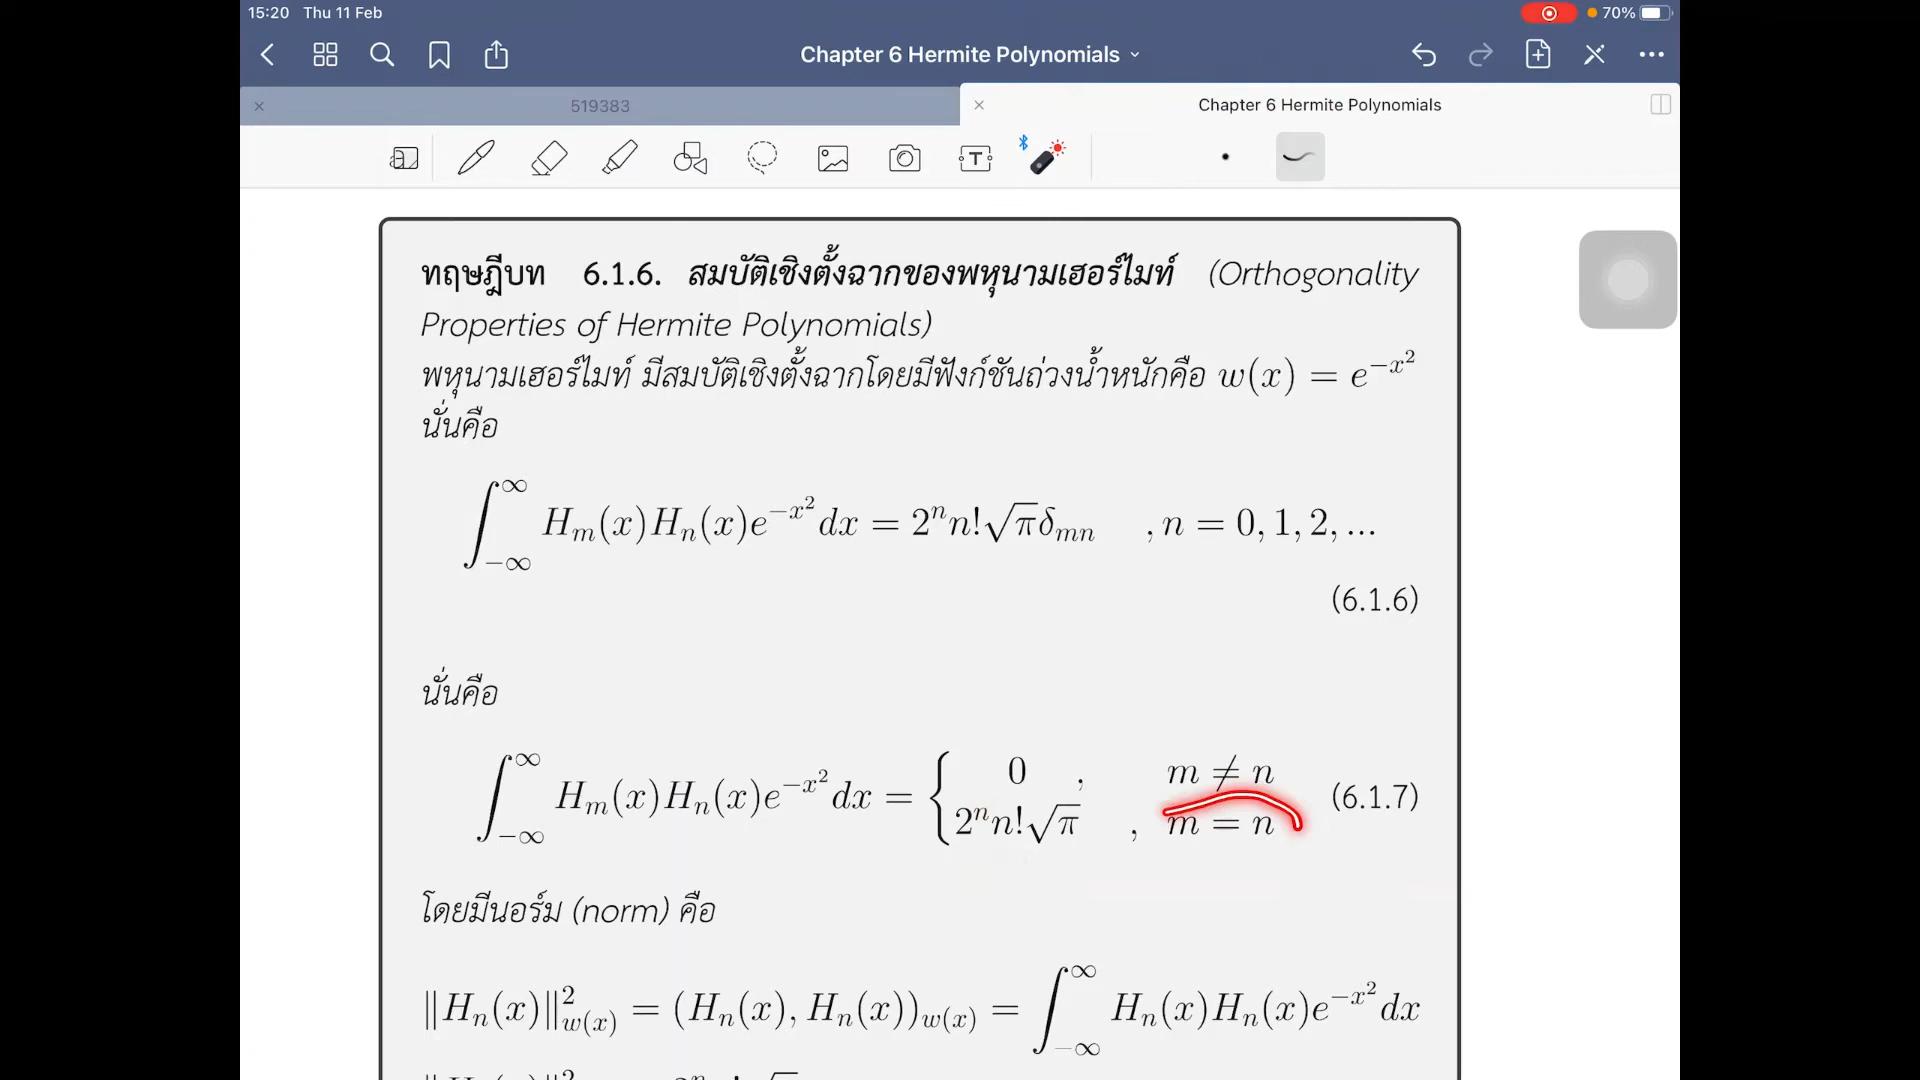 15:20 Thu 11 Feb 70%
Chapter 6 Hermite Polynomials
519383
Chapter 6 Hermite Polynomials
ทฤษฎีบท 6.1.6. สมบัติเชิงตั้งฉากของพหุนามเฮอร์ไมท์ (Orthogonality
Properties of Hermite Polynomials)
พหุนามเฮอร์ไมท์ มีสมบัติเชิงตั้งฉากโดยมีฟังก์ชันถ่วงน้ำหนักคือ w(x) = e^{-x^2}
นั่นคือ
∫_{-∞}^{∞} H_m(x)H_n(x)e^{-x^2}dx = 2^n n!√π δ_{mn} , n = 0, 1, 2, ...
(6.1.6)
นั่นคือ
∫_{-∞}^{∞} H_m(x)H_n(x)e^{-x^2}dx = { 0 , m ≠ n
2^n n!√π , m = n (6.1.7)
โดยมีนอร์ม (norm) คือ
‖H_n(x)‖^2_{w(x)} = (H_n(x), H_n(x))_{w(x)} = ∫_{-∞}^{∞} H_n(x)H_n(x)e^{-x^2}dx